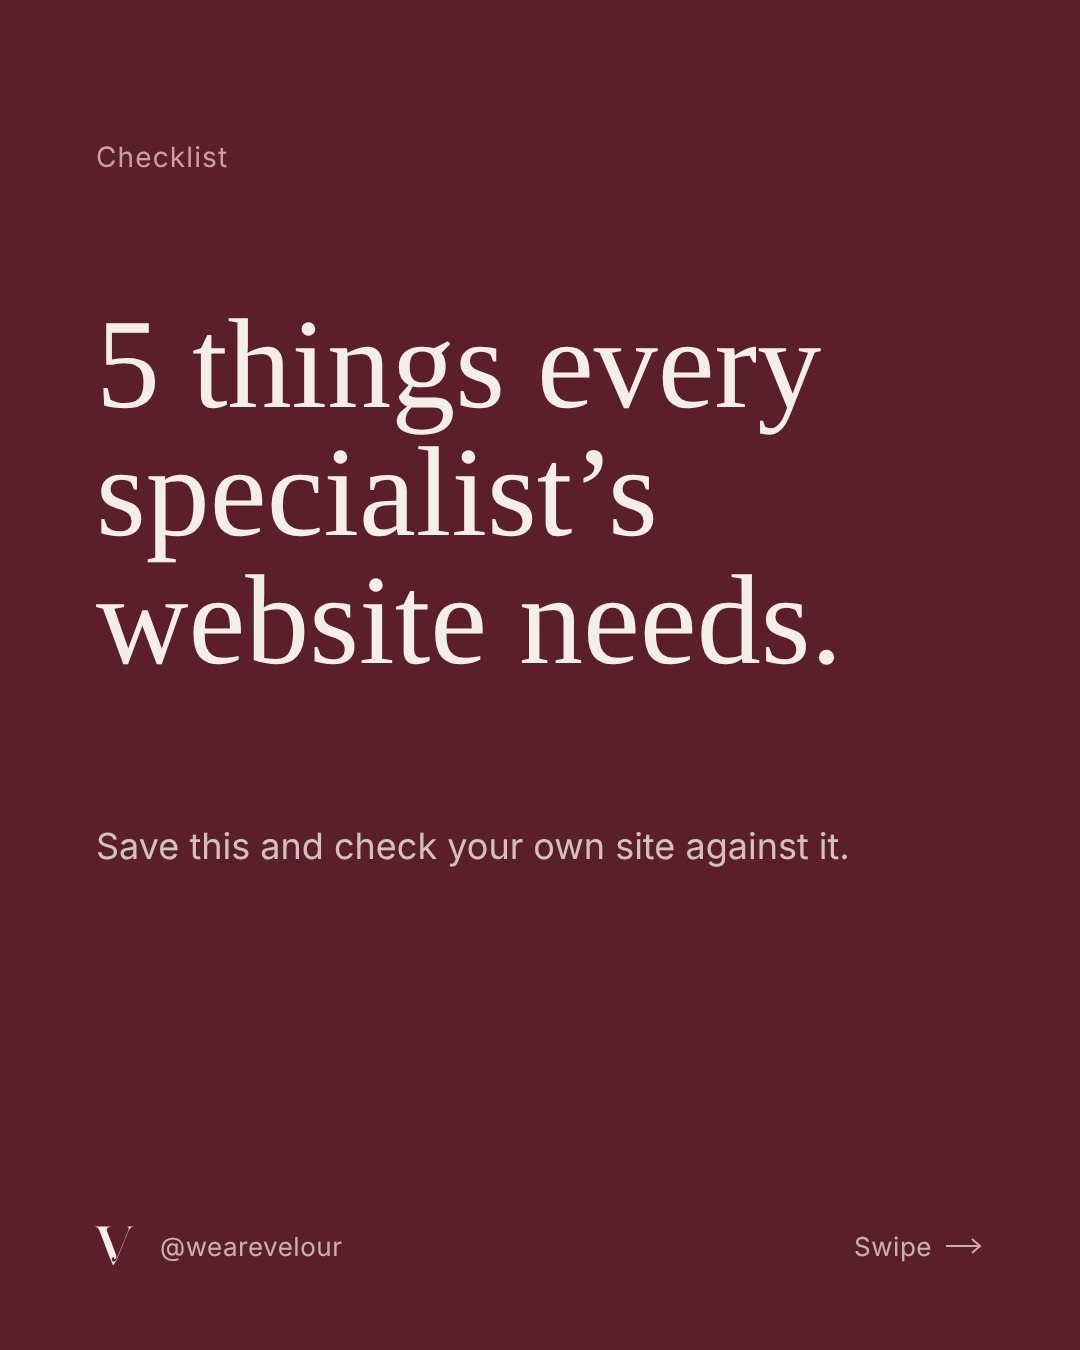 Checklist
5 things every
specialist’s
website needs.
Save this and check your own site against it.
V @wearevelour
Swipe →